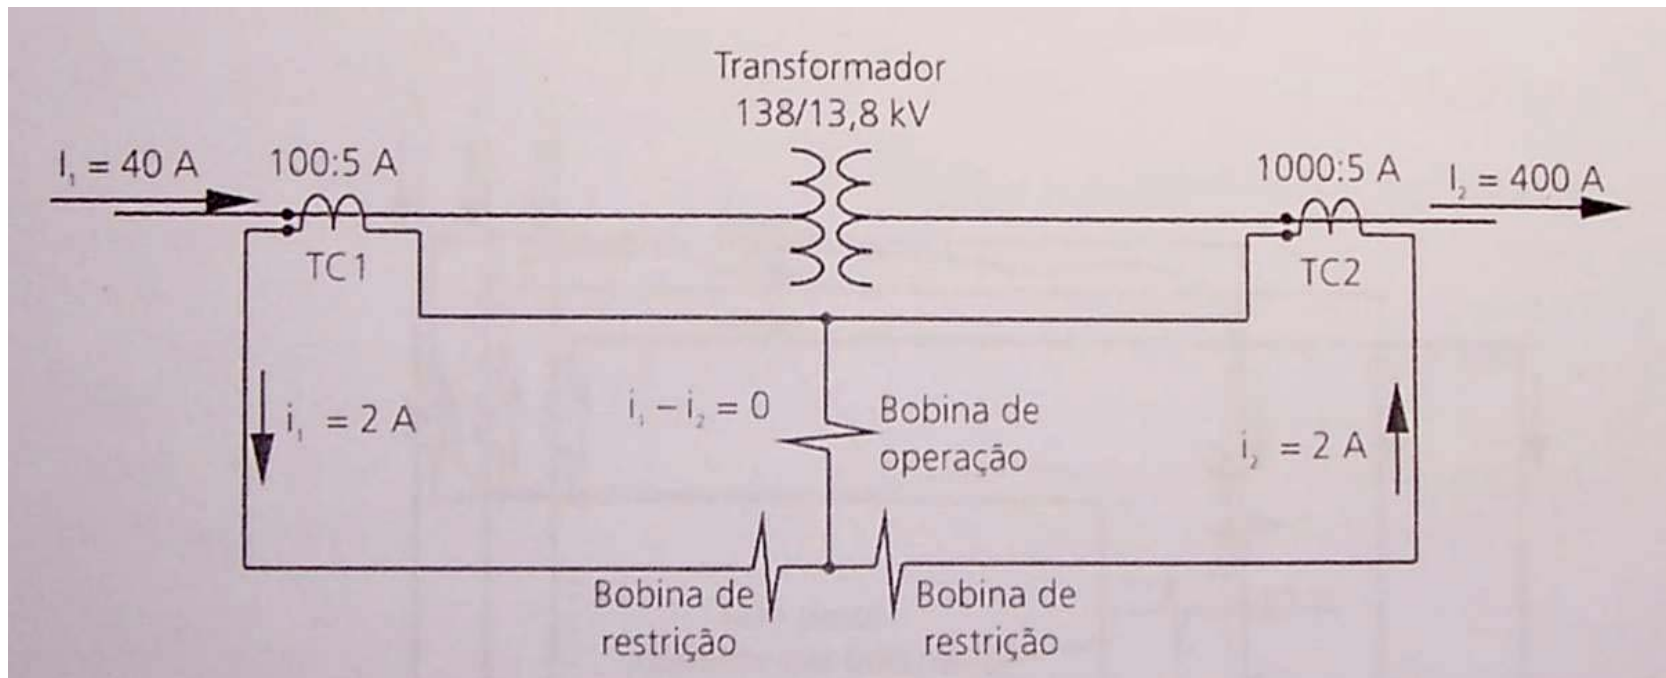 Transformador
138/13,8 kV
I₁ = 40 A
100:5 A
1000:5 A
I₂ = 400 A
TC1
TC2
i₁ = 2 A
i₁ – i₂ = 0
Bobina de
operação
i₂ = 2 A
Bobina de
restrição
Bobina de
restrição